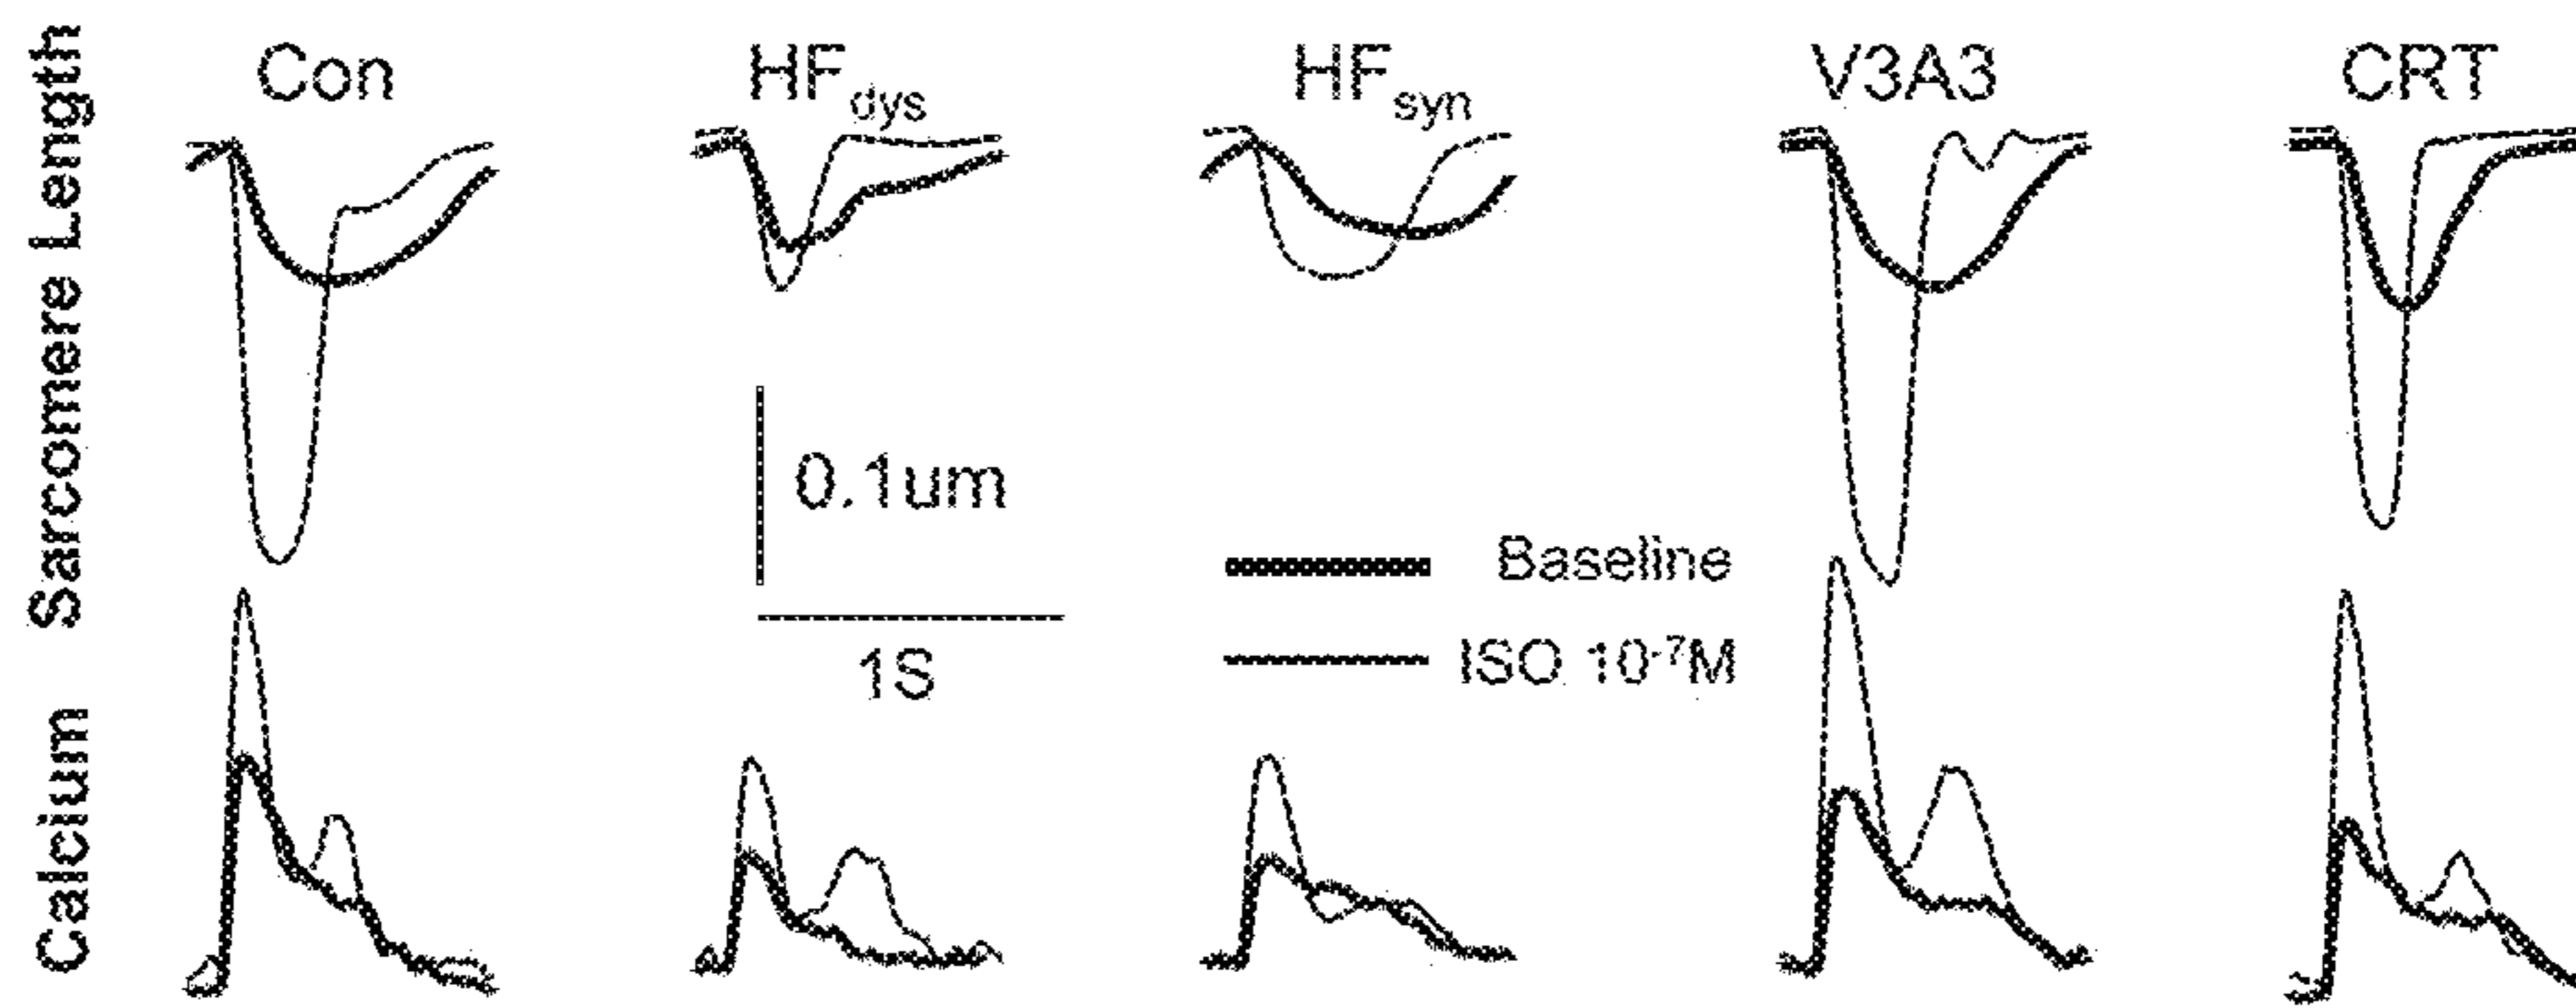 Sarcomere Length
Con
HFdys
HFsyn
V3A3
CRT
0.1um
1S
Baseline
ISO 10-7M
Calcium